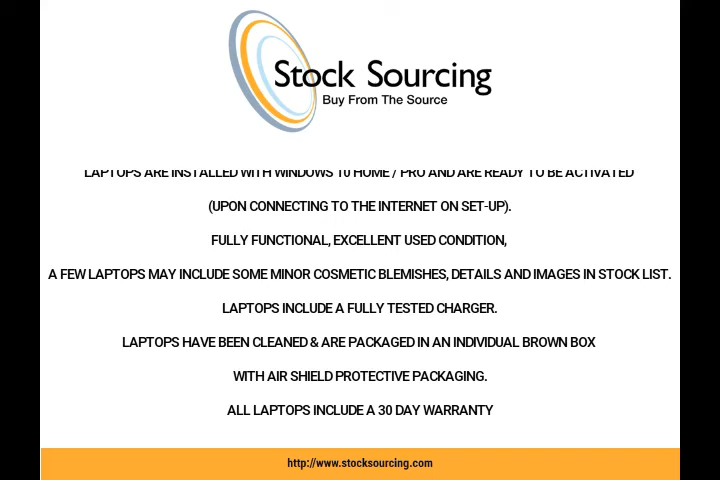 Stock Sourcing
Buy From The Source
LAPTOPS ARE INSTALLED WITH WINDOWS 10 HOME / PRO AND ARE READY TO BE ACTIVATED
(UPON CONNECTING TO THE INTERNET ON SET-UP).
FULLY FUNCTIONAL, EXCELLENT USED CONDITION,
A FEW LAPTOPS MAY INCLUDE SOME MINOR COSMETIC BLEMISHES, DETAILS AND IMAGES IN STOCK LIST.
LAPTOPS INCLUDE A FULLY TESTED CHARGER.
LAPTOPS HAVE BEEN CLEANED & ARE PACKAGED IN AN INDIVIDUAL BROWN BOX
WITH AIR SHIELD PROTECTIVE PACKAGING.
ALL LAPTOPS INCLUDE A 30 DAY WARRANTY
http://www.stocksourcing.com